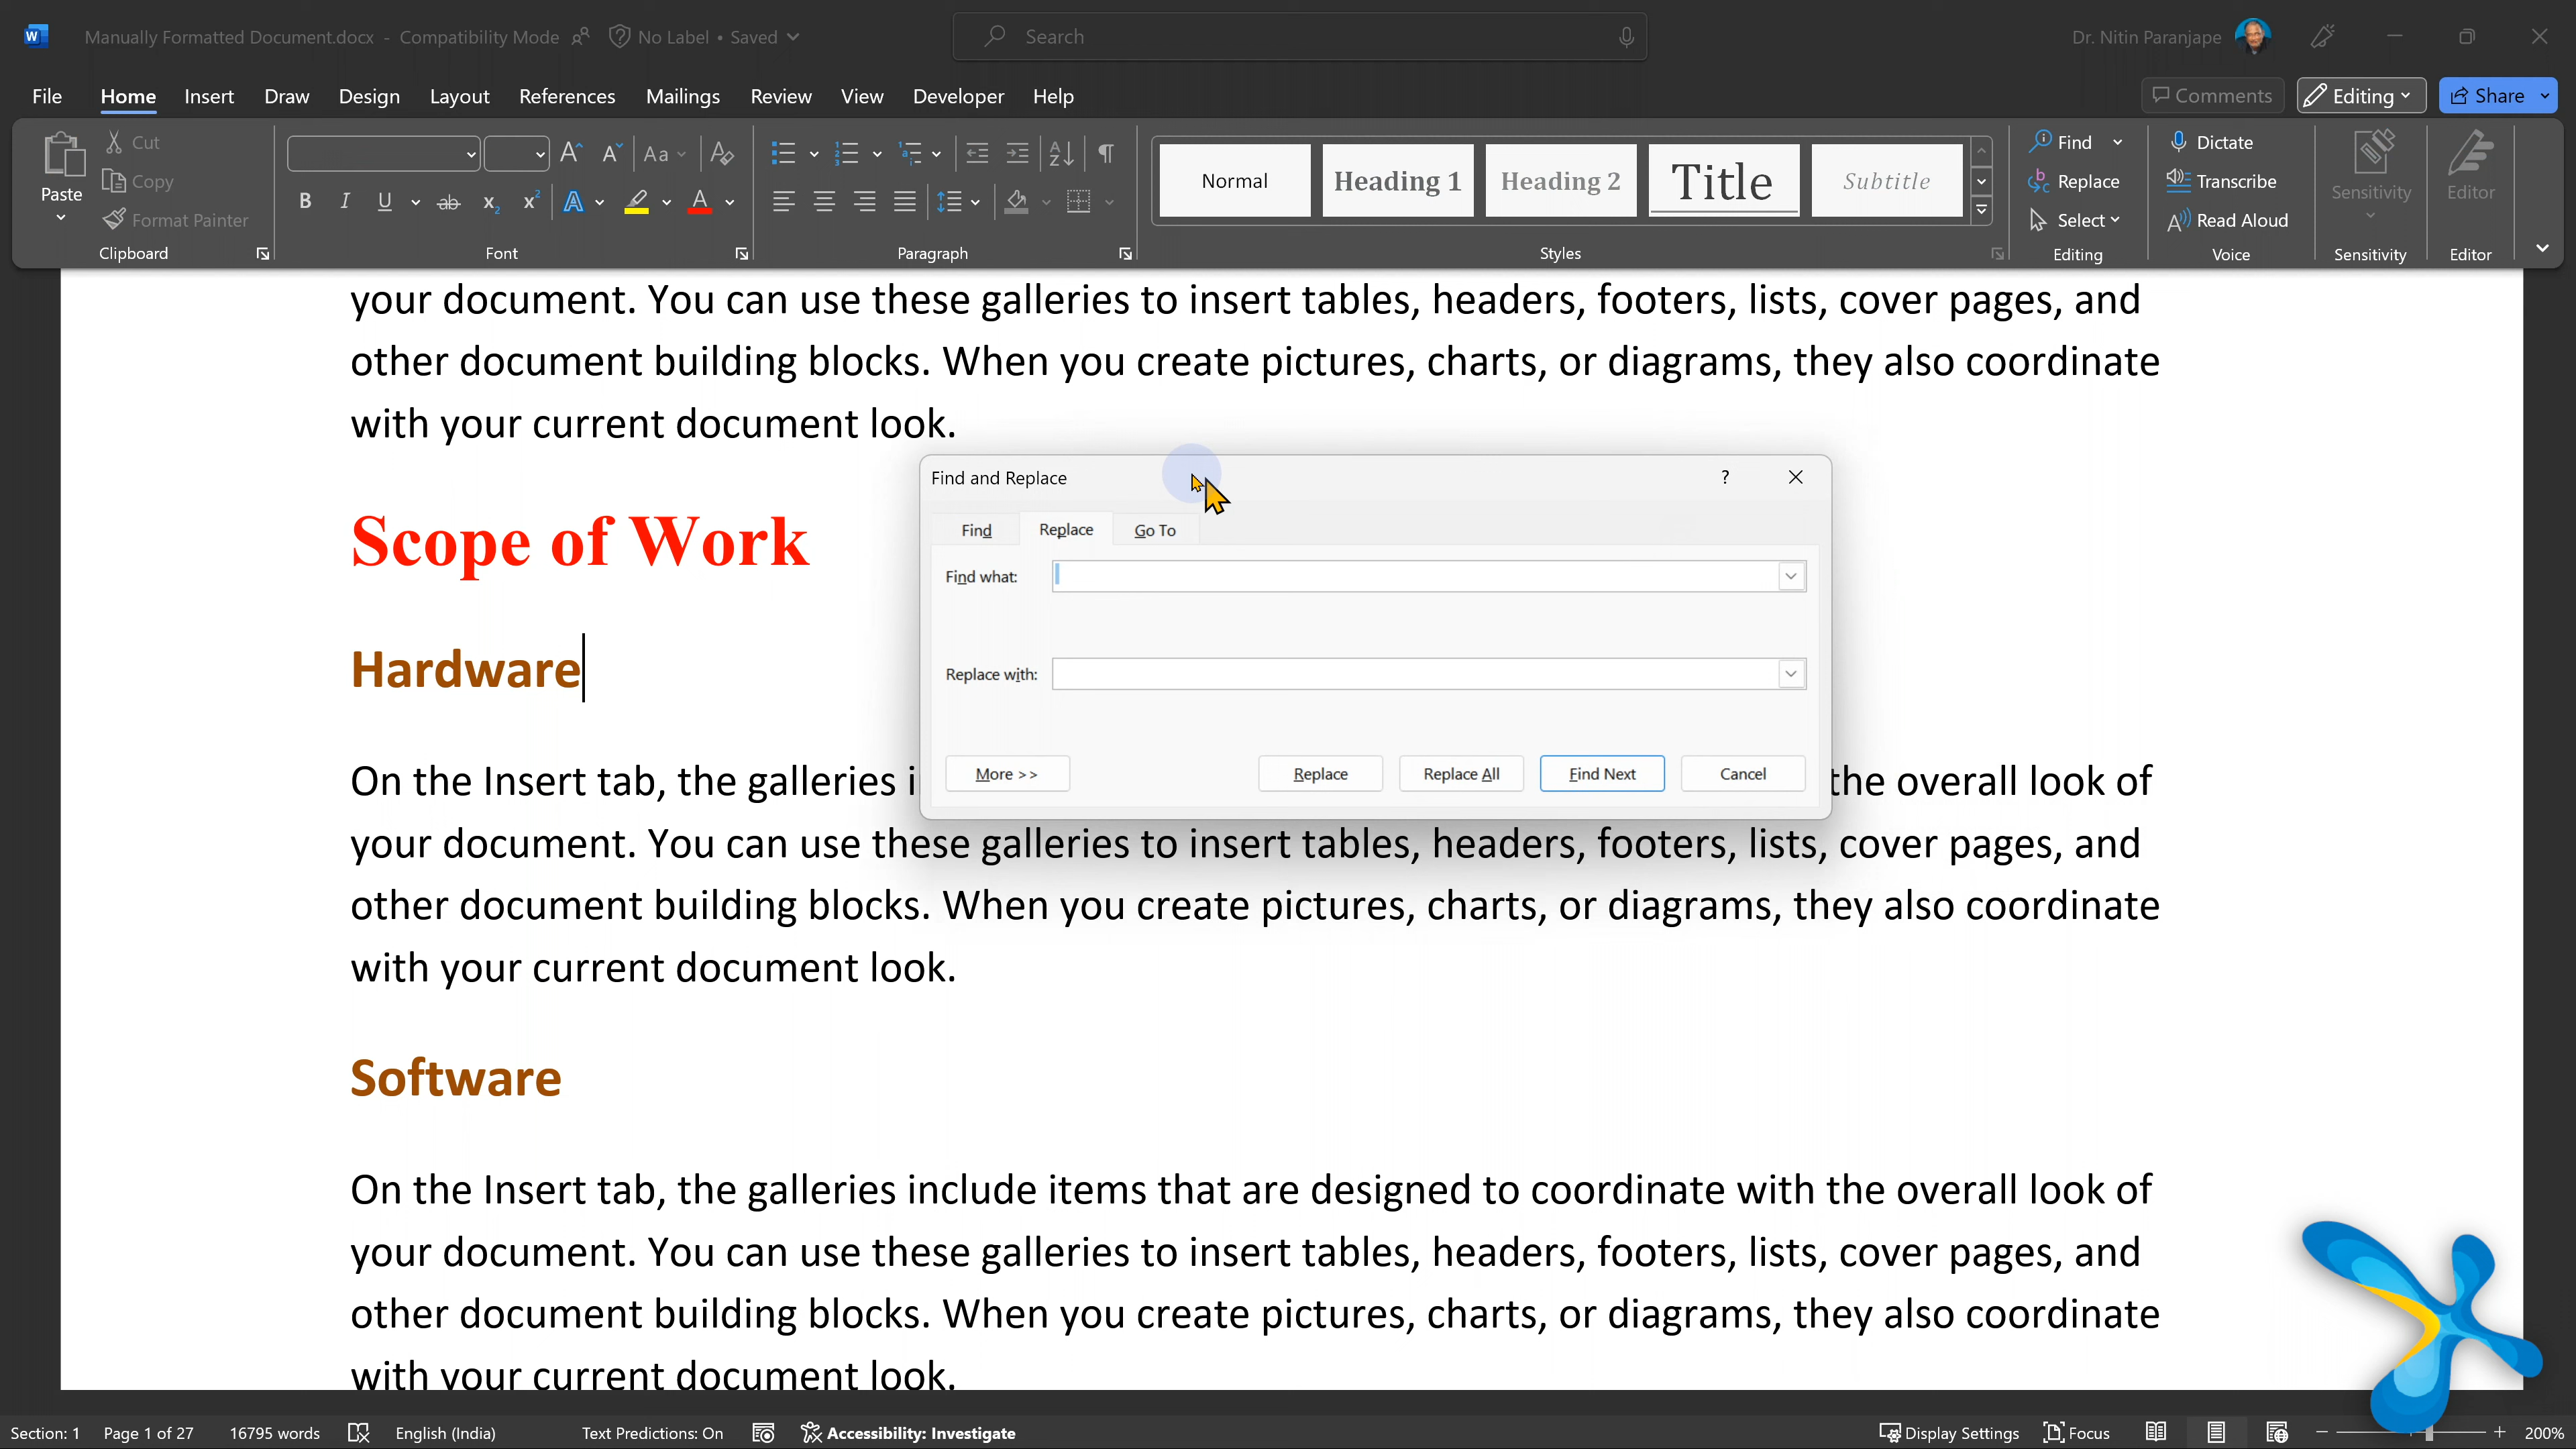 Manually Formatted Document.docx - Compatibility Mode No Label • Saved
Search
Dr. Nitin Paranjape
File Home Insert Draw Design Layout References Mailings Review View Developer Help
Comments Editing Share
Paste
Cut
Copy
Format Painter
Clipboard
Aa
B I U ab x₂ x² A A
Font
Paragraph
Normal Heading 1 Heading 2 Title Subtitle
Styles
Find
Replace
Select
Editing
Dictate
Transcribe
Read Aloud
Voice
Sensitivity
Sensitivity
Editor
Editor
your document. You can use these galleries to insert tables, headers, footers, lists, cover pages, and
other document building blocks. When you create pictures, charts, or diagrams, they also coordinate
with your current document look.
Scope of Work
Hardware
Find and Replace ?
Find Replace Go To
Find what:
Replace with:
More >> Replace Replace All Find Next Cancel
On the Insert tab, the galleries i the overall look of
your document. You can use these galleries to insert tables, headers, footers, lists, cover pages, and
other document building blocks. When you create pictures, charts, or diagrams, they also coordinate
with your current document look.
Software
On the Insert tab, the galleries include items that are designed to coordinate with the overall look of
your document. You can use these galleries to insert tables, headers, footers, lists, cover pages, and
other document building blocks. When you create pictures, charts, or diagrams, they also coordinate
with your current document look.
Section: 1 Page 1 of 27 16795 words English (India) Text Predictions: On Accessibility: Investigate Display Settings Focus 200%